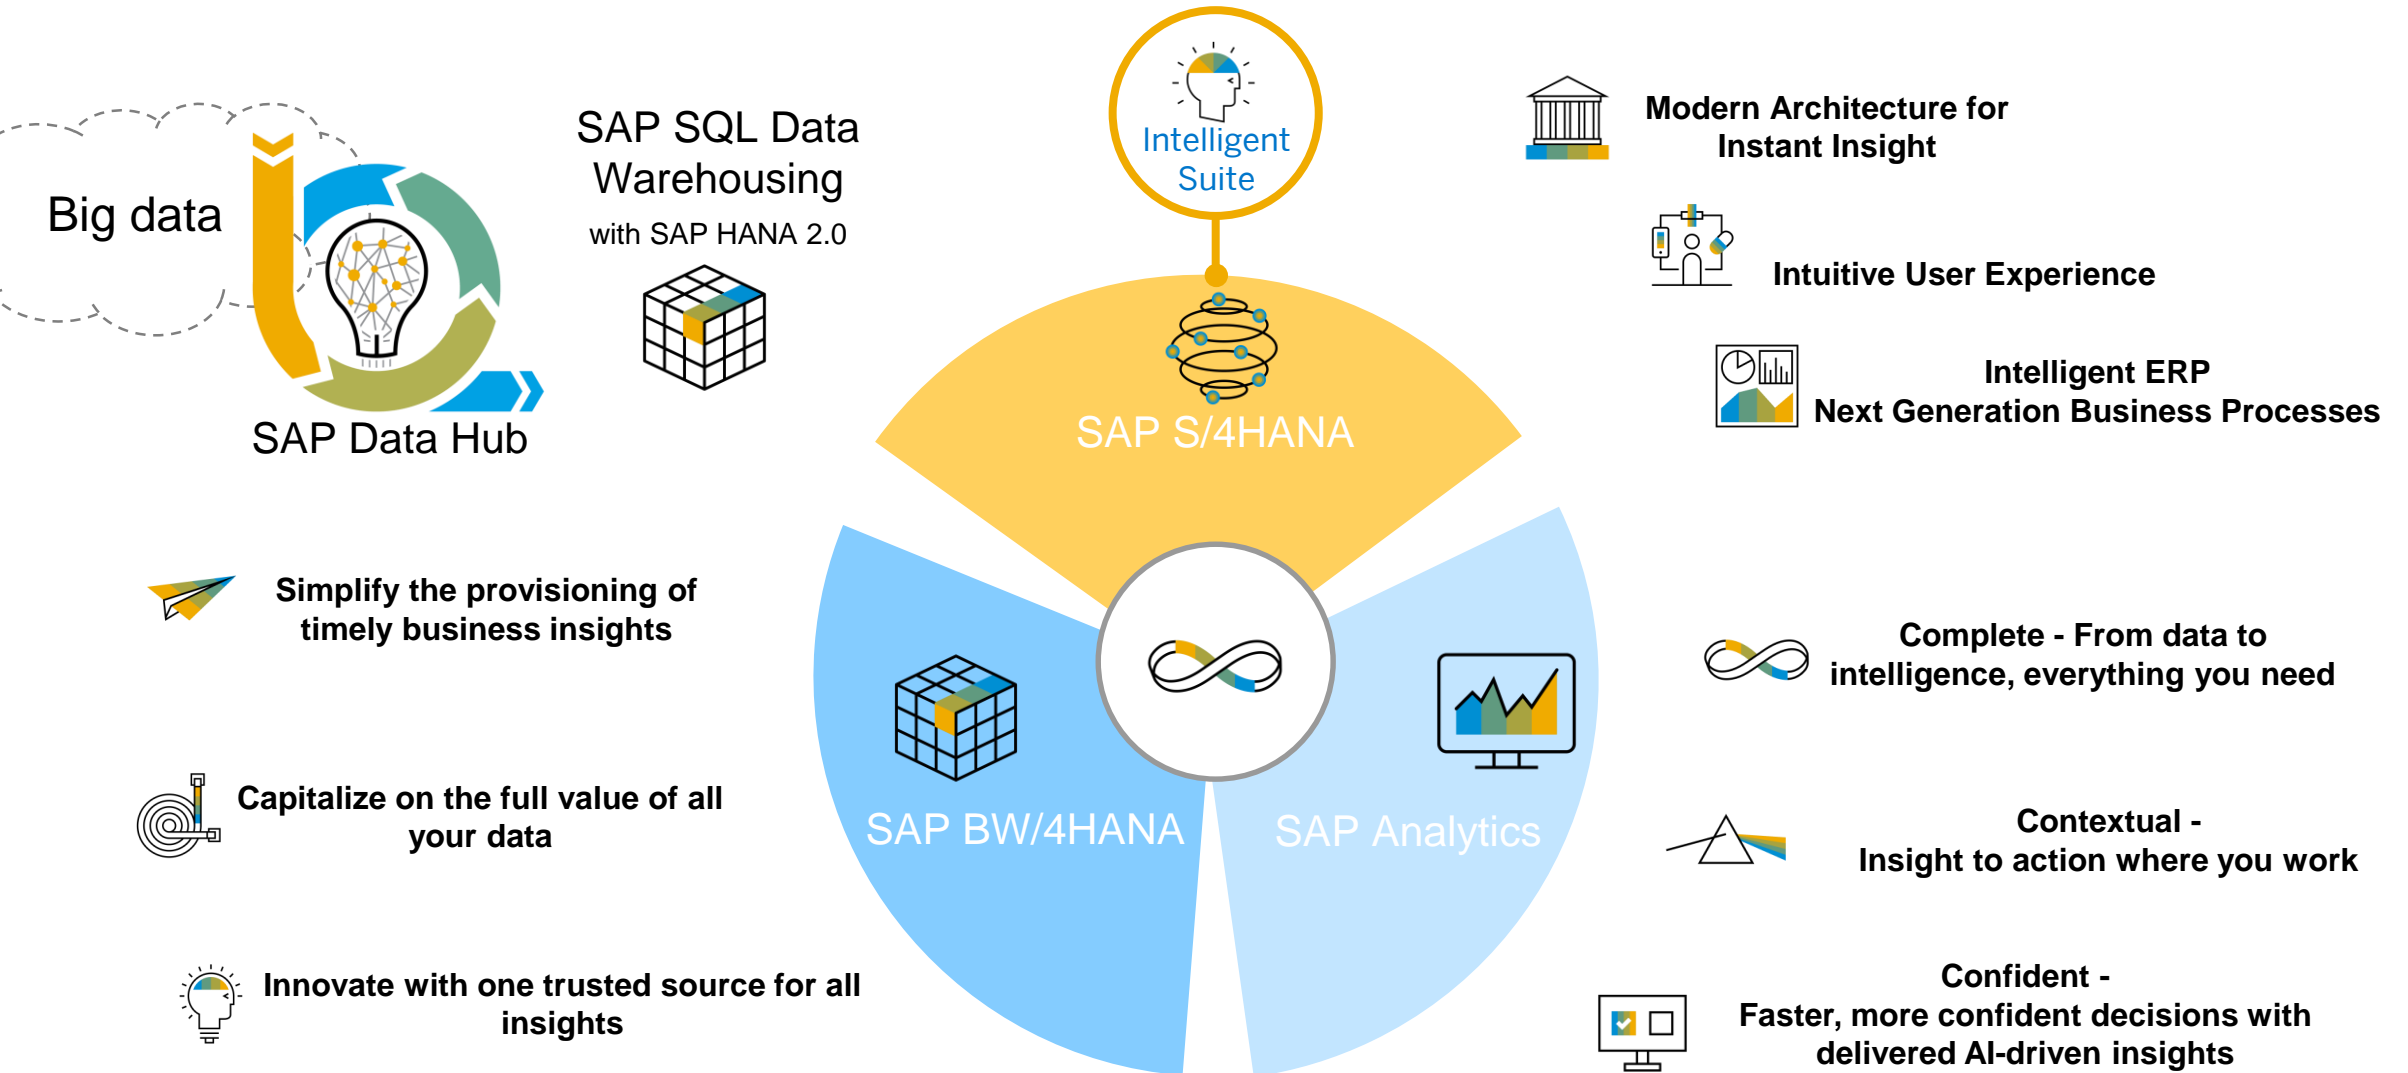 Big data
SAP Data Hub
SAP SQL Data
Warehousing
with SAP HANA 2.0
Intelligent
Suite
SAP S/4HANA
SAP BW/4HANA
SAP Analytics
Modern Architecture for
Instant Insight
Intuitive User Experience
Intelligent ERP
Next Generation Business Processes
Simplify the provisioning of
timely business insights
Capitalize on the full value of all
your data
Innovate with one trusted source for all
insights
Complete - From data to
intelligence, everything you need
Contextual -
Insight to action where you work
Confident -
Faster, more confident decisions with
delivered AI-driven insights